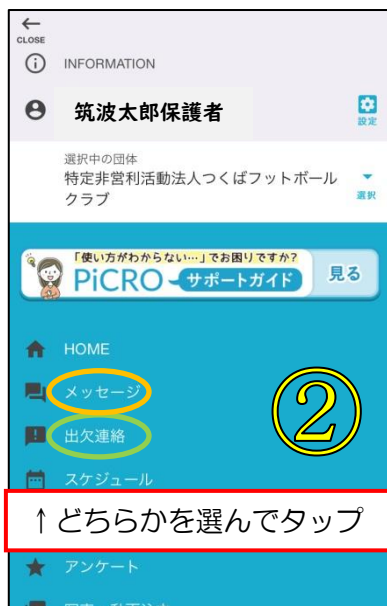 ←
CLOSE
INFORMATION
筑波太郎保護者
設定
選択中の団体
特定非営利活動法人つくばフットボール
クラブ
選択
「使い方がわからない…」でお困りですか?
PiCRO サポートガイド 見る
HOME
メッセージ
出欠連絡
②
スケジュール
↑どちらかを選んでタップ
アンケート